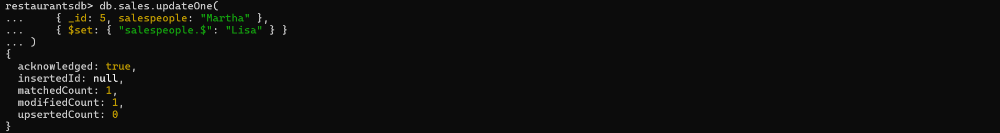 restaurantsdb> db.sales.updateOne(
...     { _id: 5, salespeople: "Martha" },
...     { $set: { "salespeople.$": "Lisa" } }
... )
{
  acknowledged: true,
  insertedId: null,
  matchedCount: 1,
  modifiedCount: 1,
  upsertedCount: 0
}